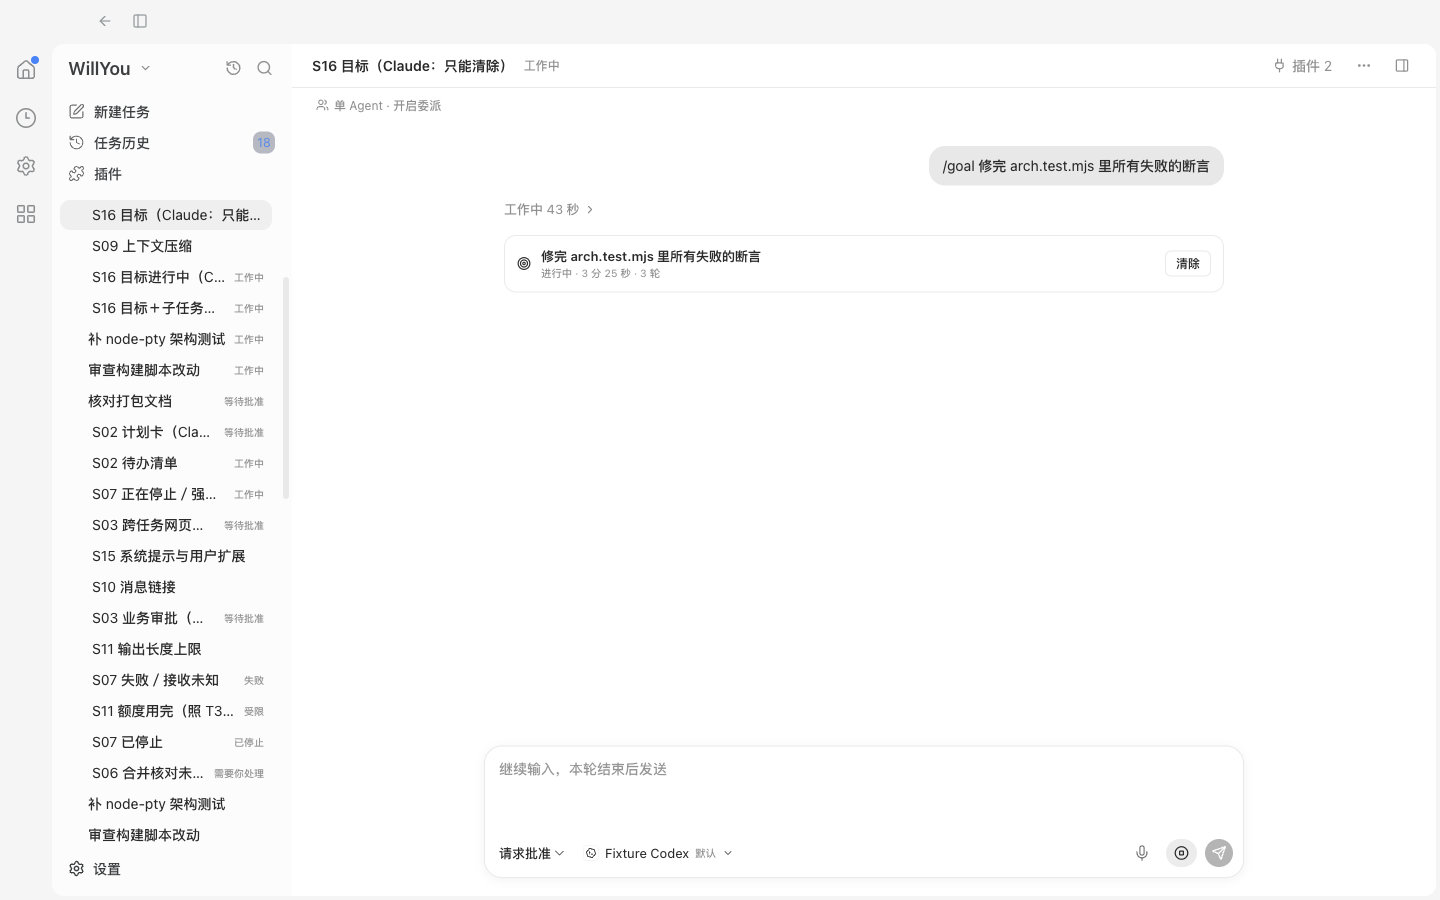 WillYou
新建任务
任务历史 18
插件
S16 目标（Claude：只能...
S09 上下文压缩
S16 目标进行中（C... 工作中
S16 目标＋子任务... 工作中
补 node-pty 架构测试 工作中
审查构建脚本改动 工作中
核对打包文档 等待批准
S02 计划卡（Cla... 等待批准
S02 待办清单 工作中
S07 正在停止 / 强... 工作中
S03 跨任务网页... 等待批准
S15 系统提示与用户扩展
S10 消息链接
S03 业务审批（... 等待批准
S11 输出长度上限
S07 失败 / 接收未知 失败
S11 额度用完（照 T3... 受限
S07 已停止 已停止
S06 合并核对未... 需要你处理
补 node-pty 架构测试
审查构建脚本改动
设置
S16 目标（Claude：只能清除） 工作中
插件 2
单 Agent · 开启委派
/goal 修完 arch.test.mjs 里所有失败的断言
工作中 43 秒
修完 arch.test.mjs 里所有失败的断言
进行中 · 3 分 25 秒 · 3 轮
清除
继续输入，本轮结束后发送
请求批准 Fixture Codex 默认